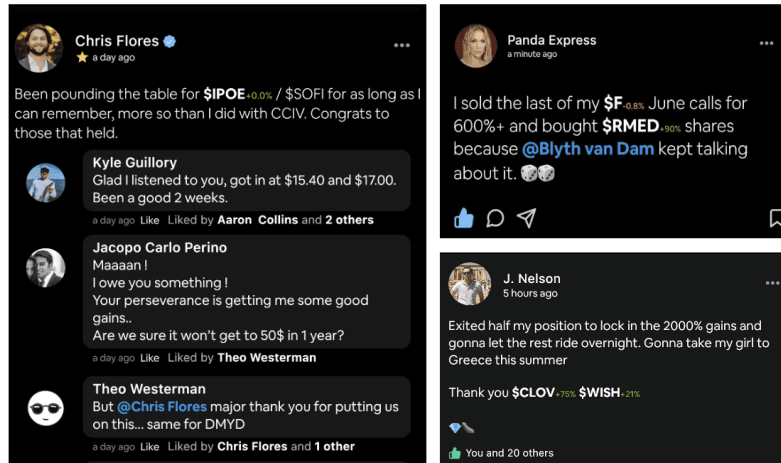 Chris Flores
a day ago
Been pounding the table for $IPOE+0.0% / $SOFI for as long as I
can remember, more so than I did with CCIV. Congrats to
those that held.
Kyle Guillory
Glad I listened to you, got in at $15.40 and $17.00.
Been a good 2 weeks.
a day ago Like Liked by Aaron Collins and 2 others
Jacopo Carlo Perino
Maaaan !
I owe you something !
Your perseverance is getting me some good
gains..
Are we sure it won't get to 50$ in 1 year?
a day ago Like Liked by Theo Westerman
Theo Westerman
But @Chris Flores major thank you for putting us
on this... same for DMYD
a day ago Like Liked by Chris Flores and 1 other
Panda Express
a minute ago
I sold the last of my $F-0.8% June calls for
600%+ and bought $RMED+90% shares
because @Blyth van Dam kept talking
about it. 🎲🎲
J. Nelson
5 hours ago
Exited half my position to lock in the 2000% gains and
gonna let the rest ride overnight. Gonna take my girl to
Greece this summer
Thank you $CLOV+75% $WISH+21%
You and 20 others